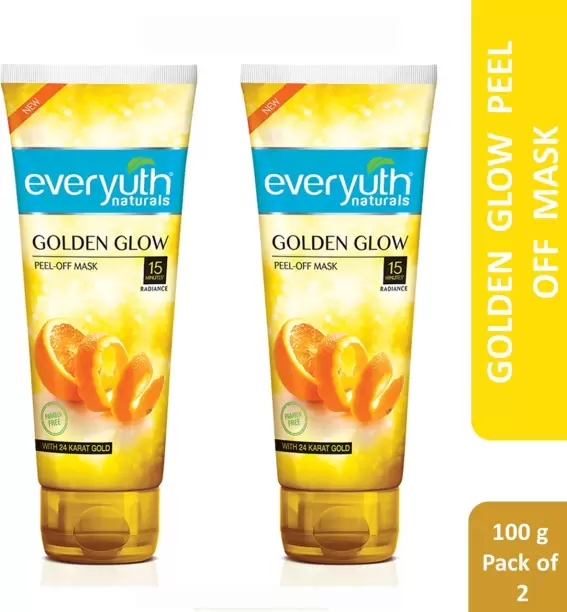 NEW
everyuth®
naturals
GOLDEN GLOW
PEEL-OFF MASK
15
MINUTES*
RADIANCE
PARABEN
FREE
WITH 24 KARAT GOLD
NEW
everyuth®
naturals
GOLDEN GLOW
PEEL-OFF MASK
15
MINUTES*
RADIANCE
PARABEN
FREE
WITH 24 KARAT GOLD
GOLDEN GLOW PEEL
OFF MASK
100 g
Pack of
2